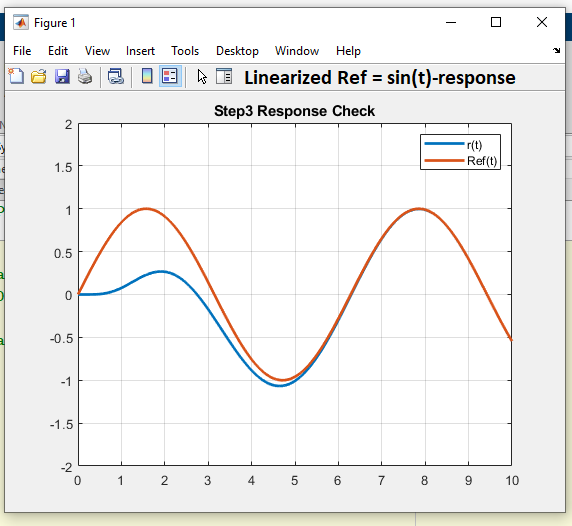 Figure 1
File Edit View Insert Tools Desktop Window Help
Linearized Ref = sin(t)-response
Step3 Response Check
r(t)
Ref(t)
2
1.5
1
0.5
0
-0.5
-1
-1.5
-2
0 1 2 3 4 5 6 7 8 9 10